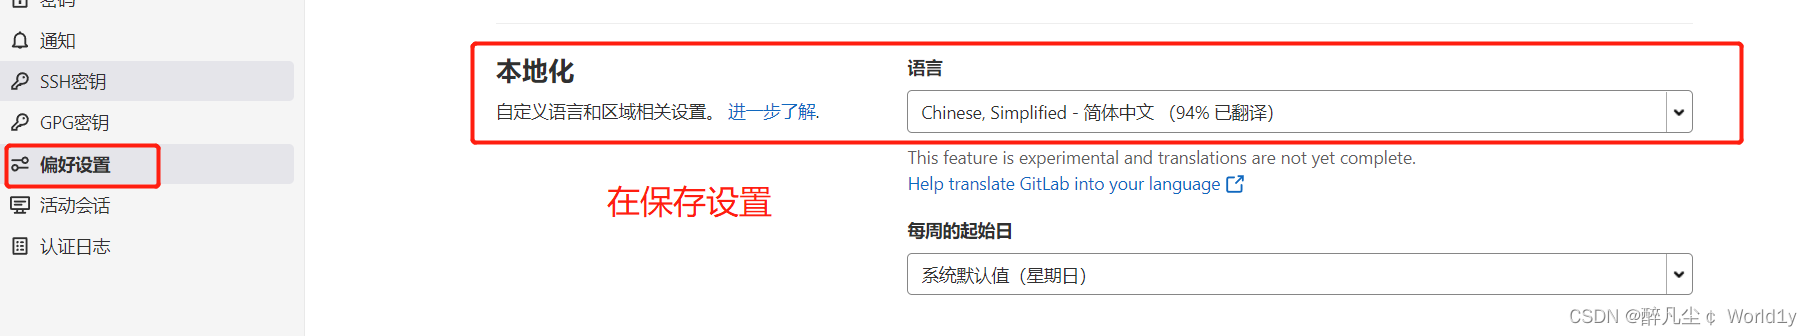 密码
通知
SSH密钥
GPG密钥
偏好设置
活动会话
认证日志
本地化
自定义语言和区域相关设置。 进一步了解.
语言
Chinese, Simplified - 简体中文 （94% 已翻译）
This feature is experimental and translations are not yet complete.
Help translate GitLab into your language
在保存设置
每周的起始日
系统默认值（星期日）
CSDN @醉凡尘￠ World1y